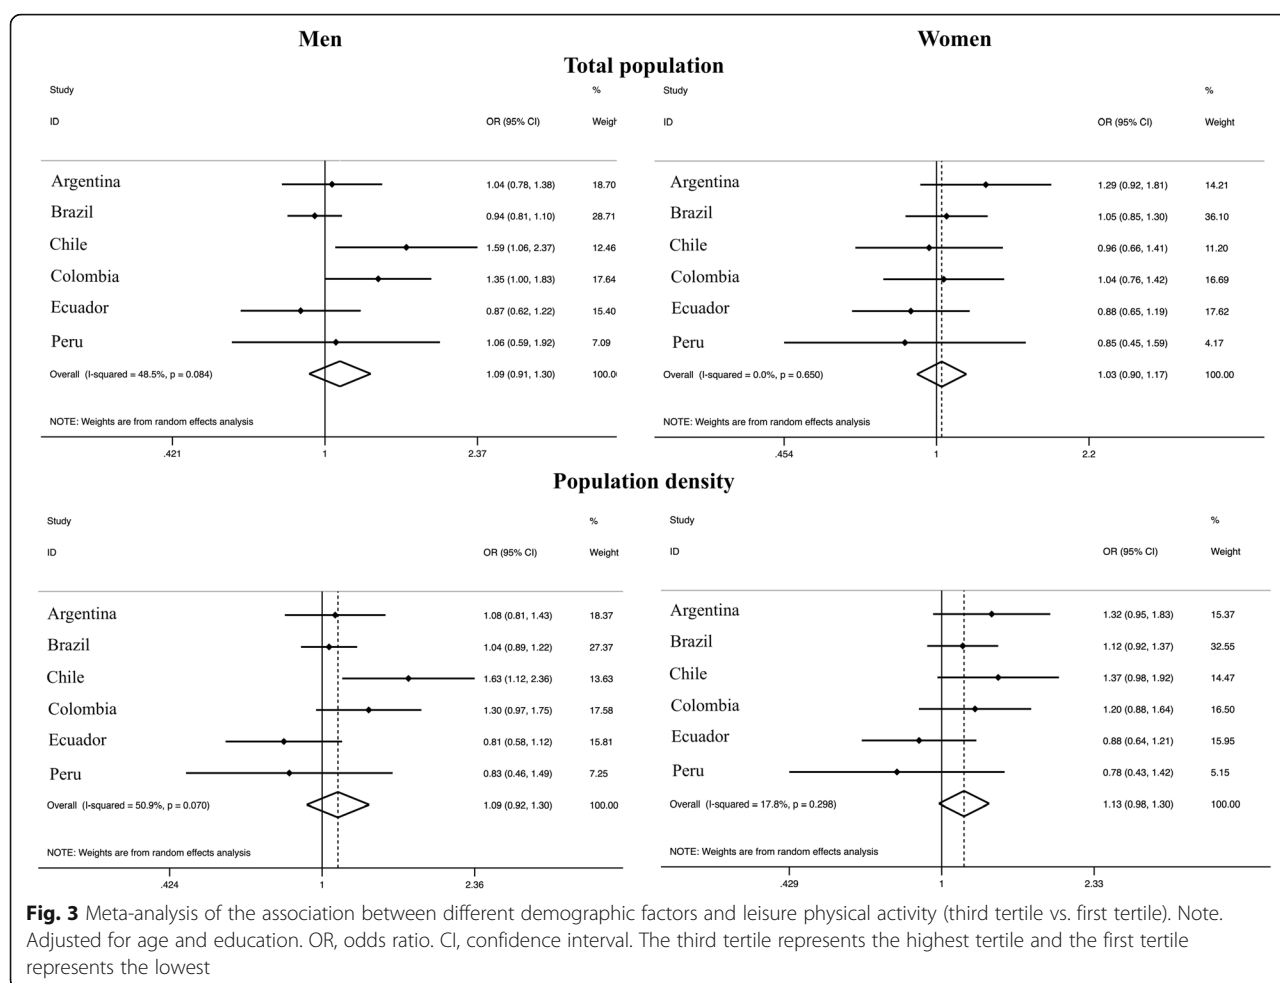 Men
Women
Total population
Study
%
ID
OR (95% CI)
Weigh
Argentina
1.04 (0.78, 1.38)
18.70
Brazil
0.94 (0.81, 1.10)
28.71
Chile
1.59 (1.06, 2.37)
12.46
Colombia
1.35 (1.00, 1.83)
17.64
Ecuador
0.87 (0.62, 1.22)
15.40
Peru
1.06 (0.59, 1.92)
7.09
Overall (I-squared = 48.5%, p = 0.084)
1.09 (0.91, 1.30)
100.0
NOTE: Weights are from random effects analysis
.421
1
2.37
Study
%
ID
OR (95% CI)
Weight
Argentina
1.29 (0.92, 1.81)
14.21
Brazil
1.05 (0.85, 1.30)
36.10
Chile
0.96 (0.66, 1.41)
11.20
Colombia
1.04 (0.76, 1.42)
16.69
Ecuador
0.88 (0.65, 1.19)
17.62
Peru
0.85 (0.45, 1.59)
4.17
Overall (I-squared = 0.0%, p = 0.650)
1.03 (0.90, 1.17)
100.00
NOTE: Weights are from random effects analysis
.454
1
2.2
Population density
Study
%
ID
OR (95% CI)
Weight
Argentina
1.08 (0.81, 1.43)
18.37
Brazil
1.04 (0.89, 1.22)
27.37
Chile
1.63 (1.12, 2.36)
13.63
Colombia
1.30 (0.97, 1.75)
17.58
Ecuador
0.81 (0.58, 1.12)
15.81
Peru
0.83 (0.46, 1.49)
7.25
Overall (I-squared = 50.9%, p = 0.070)
1.09 (0.92, 1.30)
100.00
NOTE: Weights are from random effects analysis
.424
1
2.36
Study
%
ID
OR (95% CI)
Weight
Argentina
1.32 (0.95, 1.83)
15.37
Brazil
1.12 (0.92, 1.37)
32.55
Chile
1.37 (0.98, 1.92)
14.47
Colombia
1.20 (0.88, 1.64)
16.50
Ecuador
0.88 (0.64, 1.21)
15.95
Peru
0.78 (0.43, 1.42)
5.15
Overall (I-squared = 17.8%, p = 0.298)
1.13 (0.98, 1.30)
100.00
NOTE: Weights are from random effects analysis
.429
1
2.33
Fig. 3 Meta-analysis of the association between different demographic factors and leisure physical activity (third tertile vs. first tertile). Note.
Adjusted for age and education. OR, odds ratio. CI, confidence interval. The third tertile represents the highest tertile and the first tertile
represents the lowest